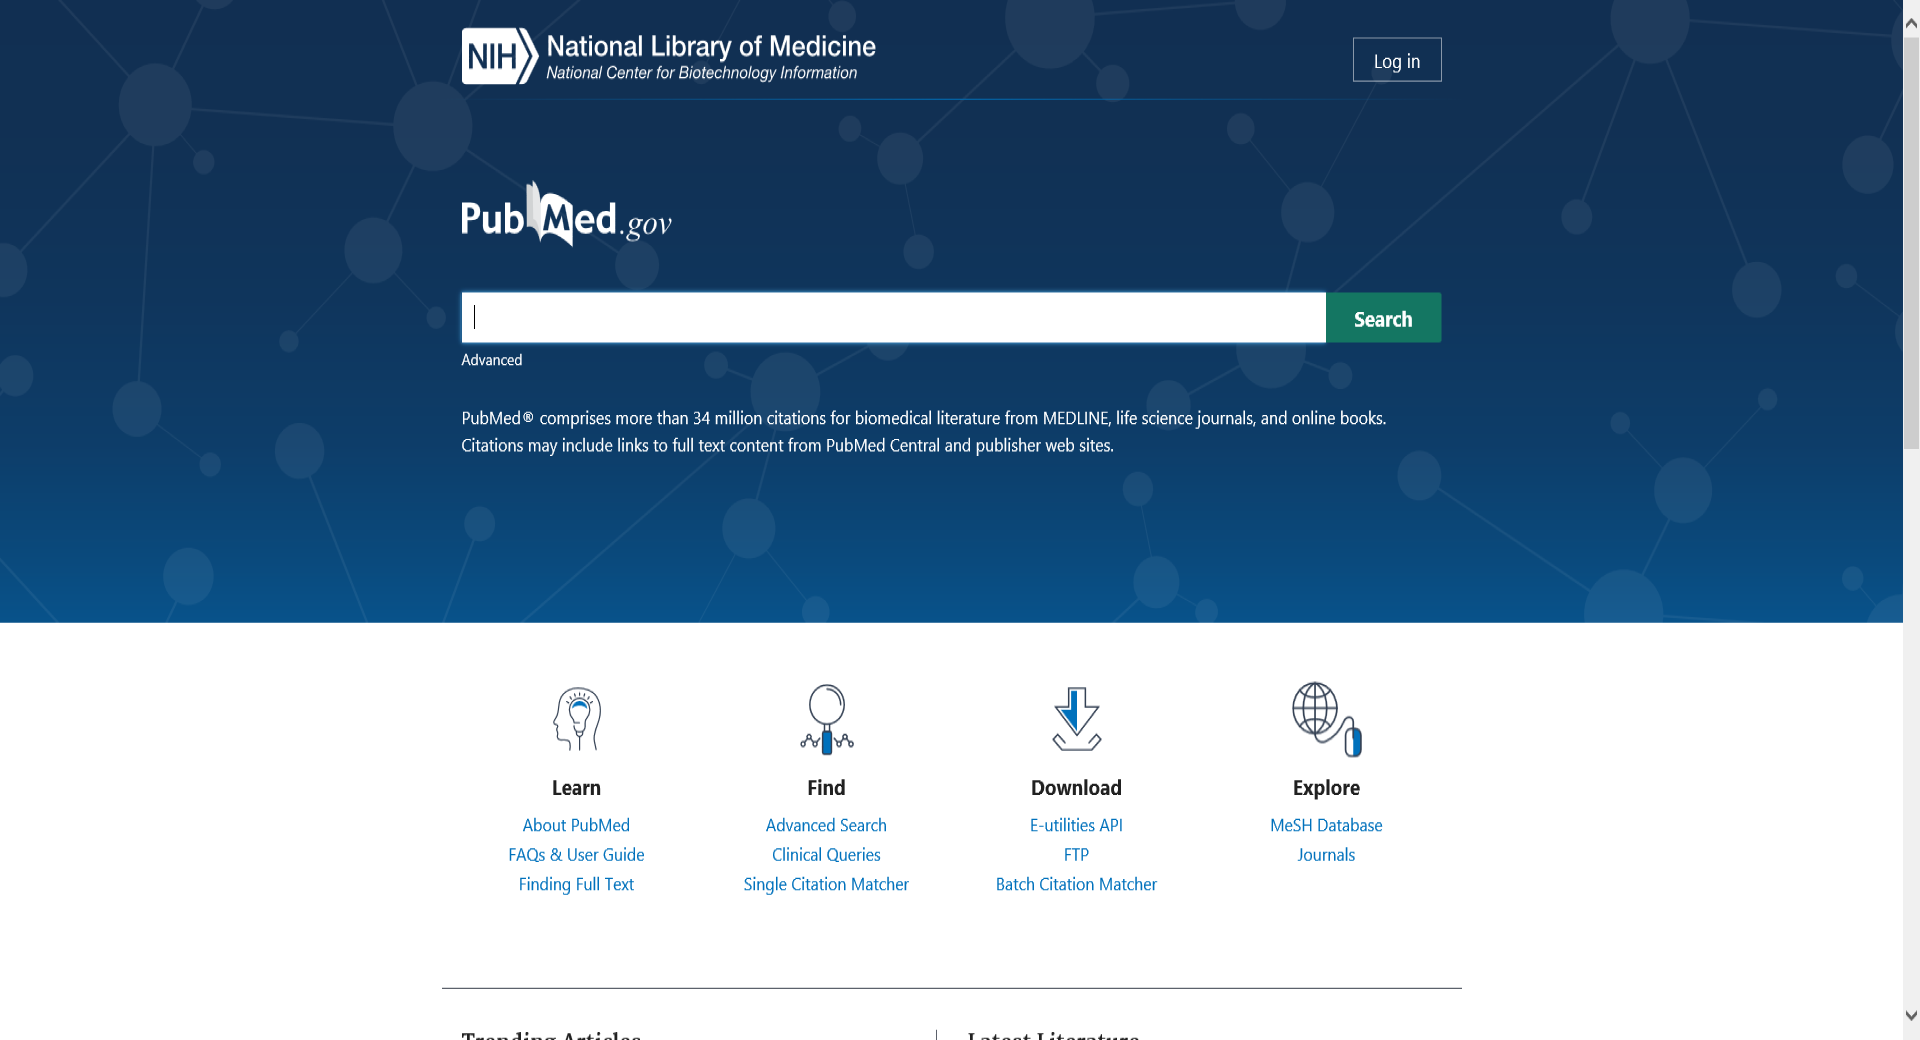 NIH National Library of Medicine
National Center for Biotechnology Information
Log in
PubMed.gov
Search
Advanced
PubMed® comprises more than 34 million citations for biomedical literature from MEDLINE, life science journals, and online books.
Citations may include links to full text content from PubMed Central and publisher web sites.
Learn
About PubMed
FAQs & User Guide
Finding Full Text
Find
Advanced Search
Clinical Queries
Single Citation Matcher
Download
E-utilities API
FTP
Batch Citation Matcher
Explore
MeSH Database
Journals
Trending Articles
Latest Literature